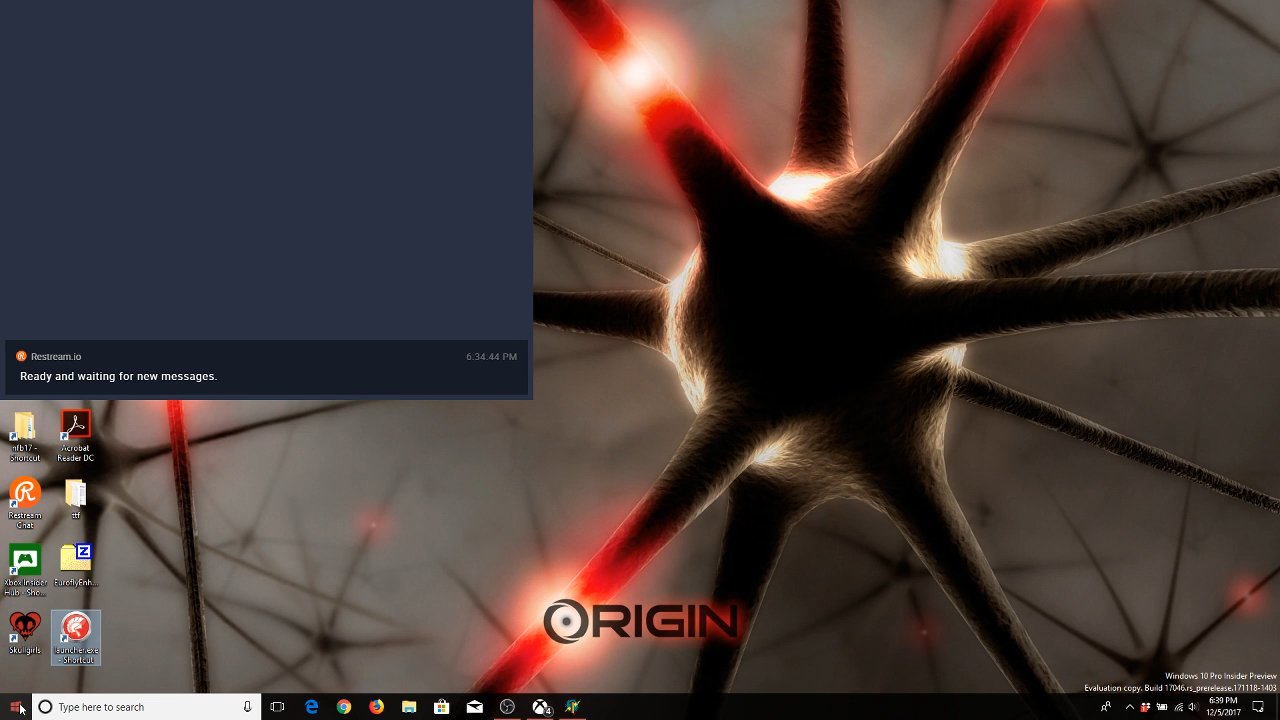 Restream.io
6:34:44 PM
Ready and waiting for new messages.
nfb17 -
Shortcut
Acrobat
Reader DC
Restream
Chat
ttf
Xbox Insider
Hub - Sho...
EuroflyEnh...
Skullgirls
launcher.exe
- Shortcut
ORIGIN
Windows 10 Pro Insider Preview
Evaluation copy. Build 17046.rs_prerelease.171118-1403
Type here to search
4
6:39 PM
12/5/2017